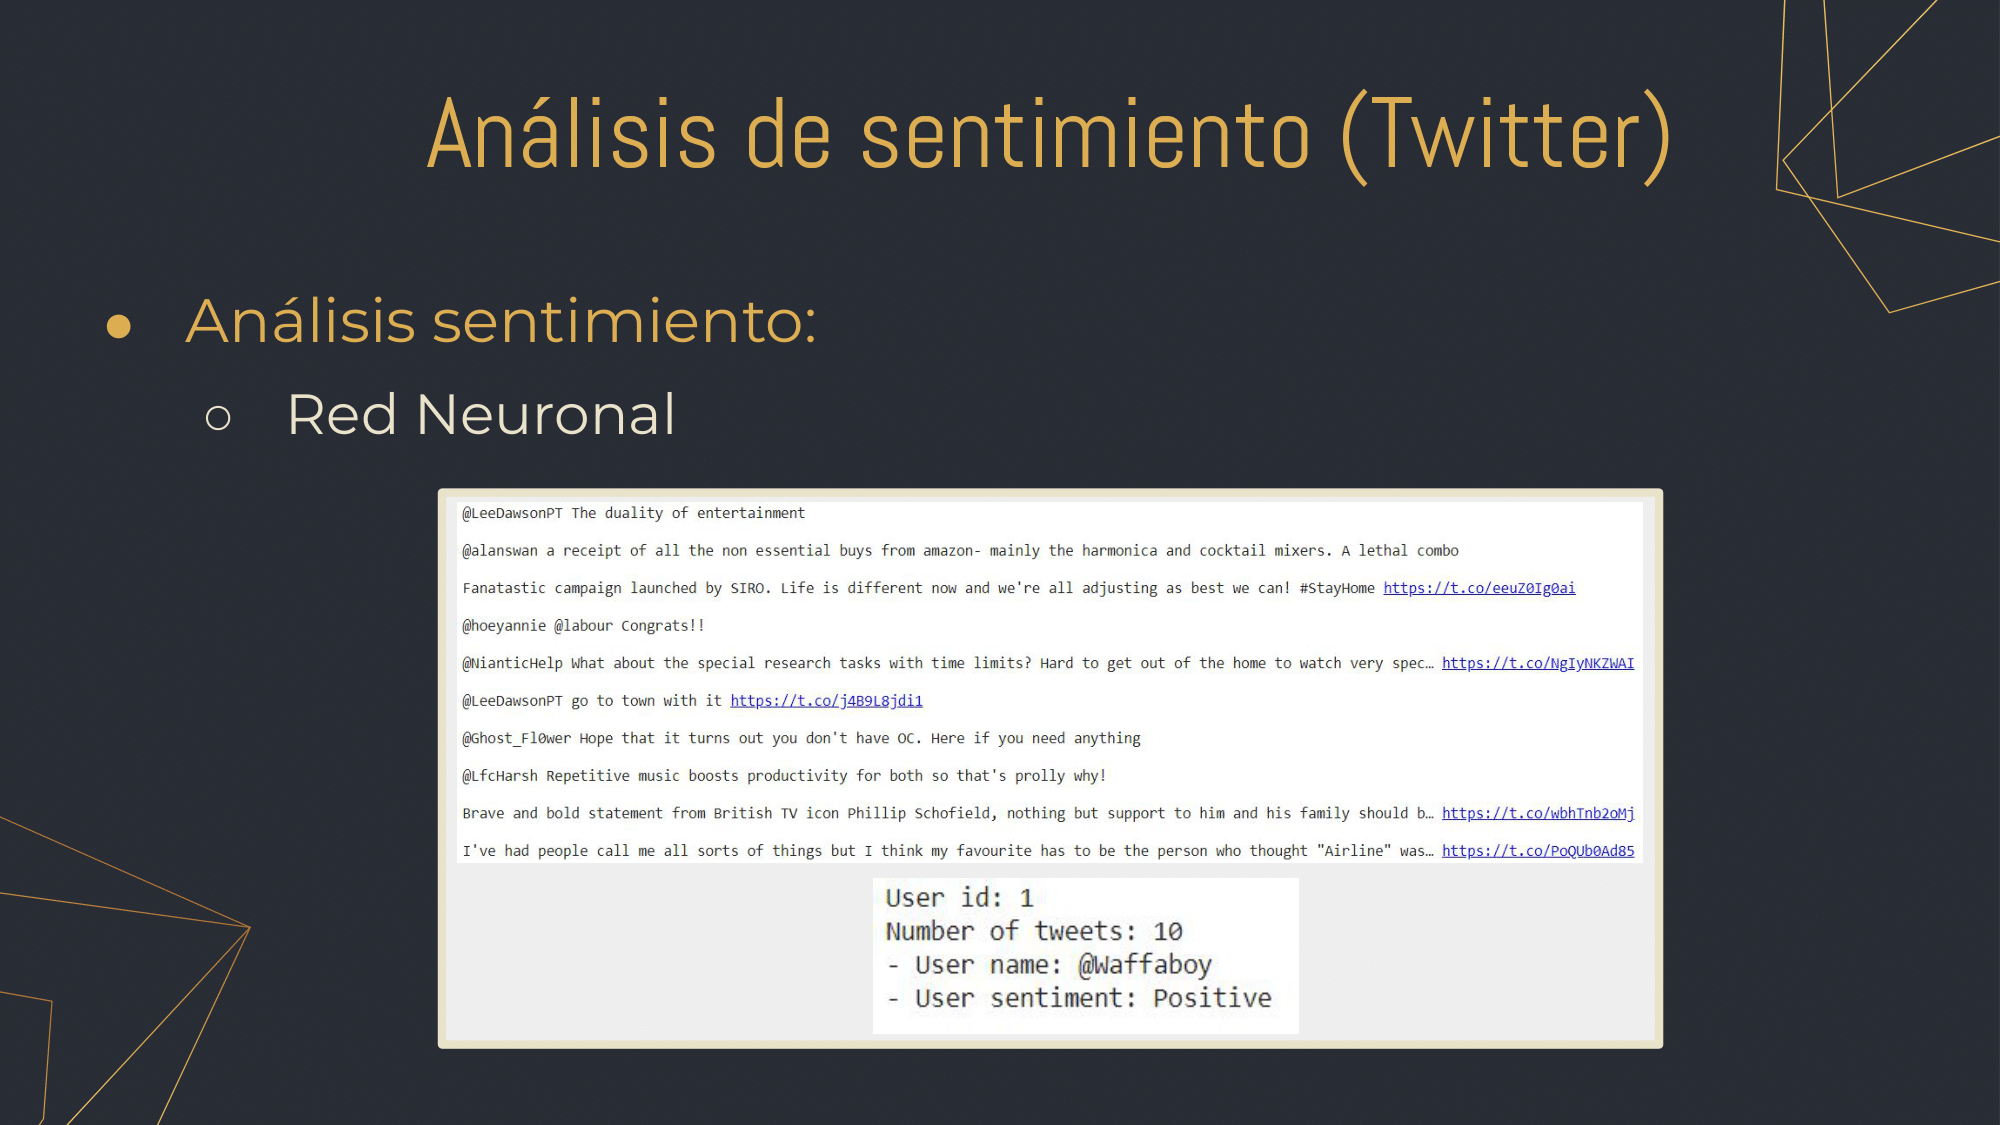 Análisis de sentimiento (Twitter)
● Análisis sentimiento:
○ Red Neuronal
@LeeDawsonPT The duality of entertainment
@alanswan a receipt of all the non essential buys from amazon- mainly the harmonica and cocktail mixers. A lethal combo
Fanatastic campaign launched by SIRO. Life is different now and we're all adjusting as best we can! #StayHome https://t.co/eeuZ0Ig0ai
@hoeyannie @labour Congrats!!
@NianticHelp What about the special research tasks with time limits? Hard to get out of the home to watch very spec… https://t.co/NgIyNKZWAI
@LeeDawsonPT go to town with it https://t.co/j4B9L8jdi1
@Ghost_Fl0wer Hope that it turns out you don't have OC. Here if you need anything
@LfcHarsh Repetitive music boosts productivity for both so that's prolly why!
Brave and bold statement from British TV icon Phillip Schofield, nothing but support to him and his family should b… https://t.co/wbhTnb2oMj
I've had people call me all sorts of things but I think my favourite has to be the person who thought "Airline" was… https://t.co/PoQUb0Ad85
User id: 1
Number of tweets: 10
- User name: @Waffaboy
- User sentiment: Positive